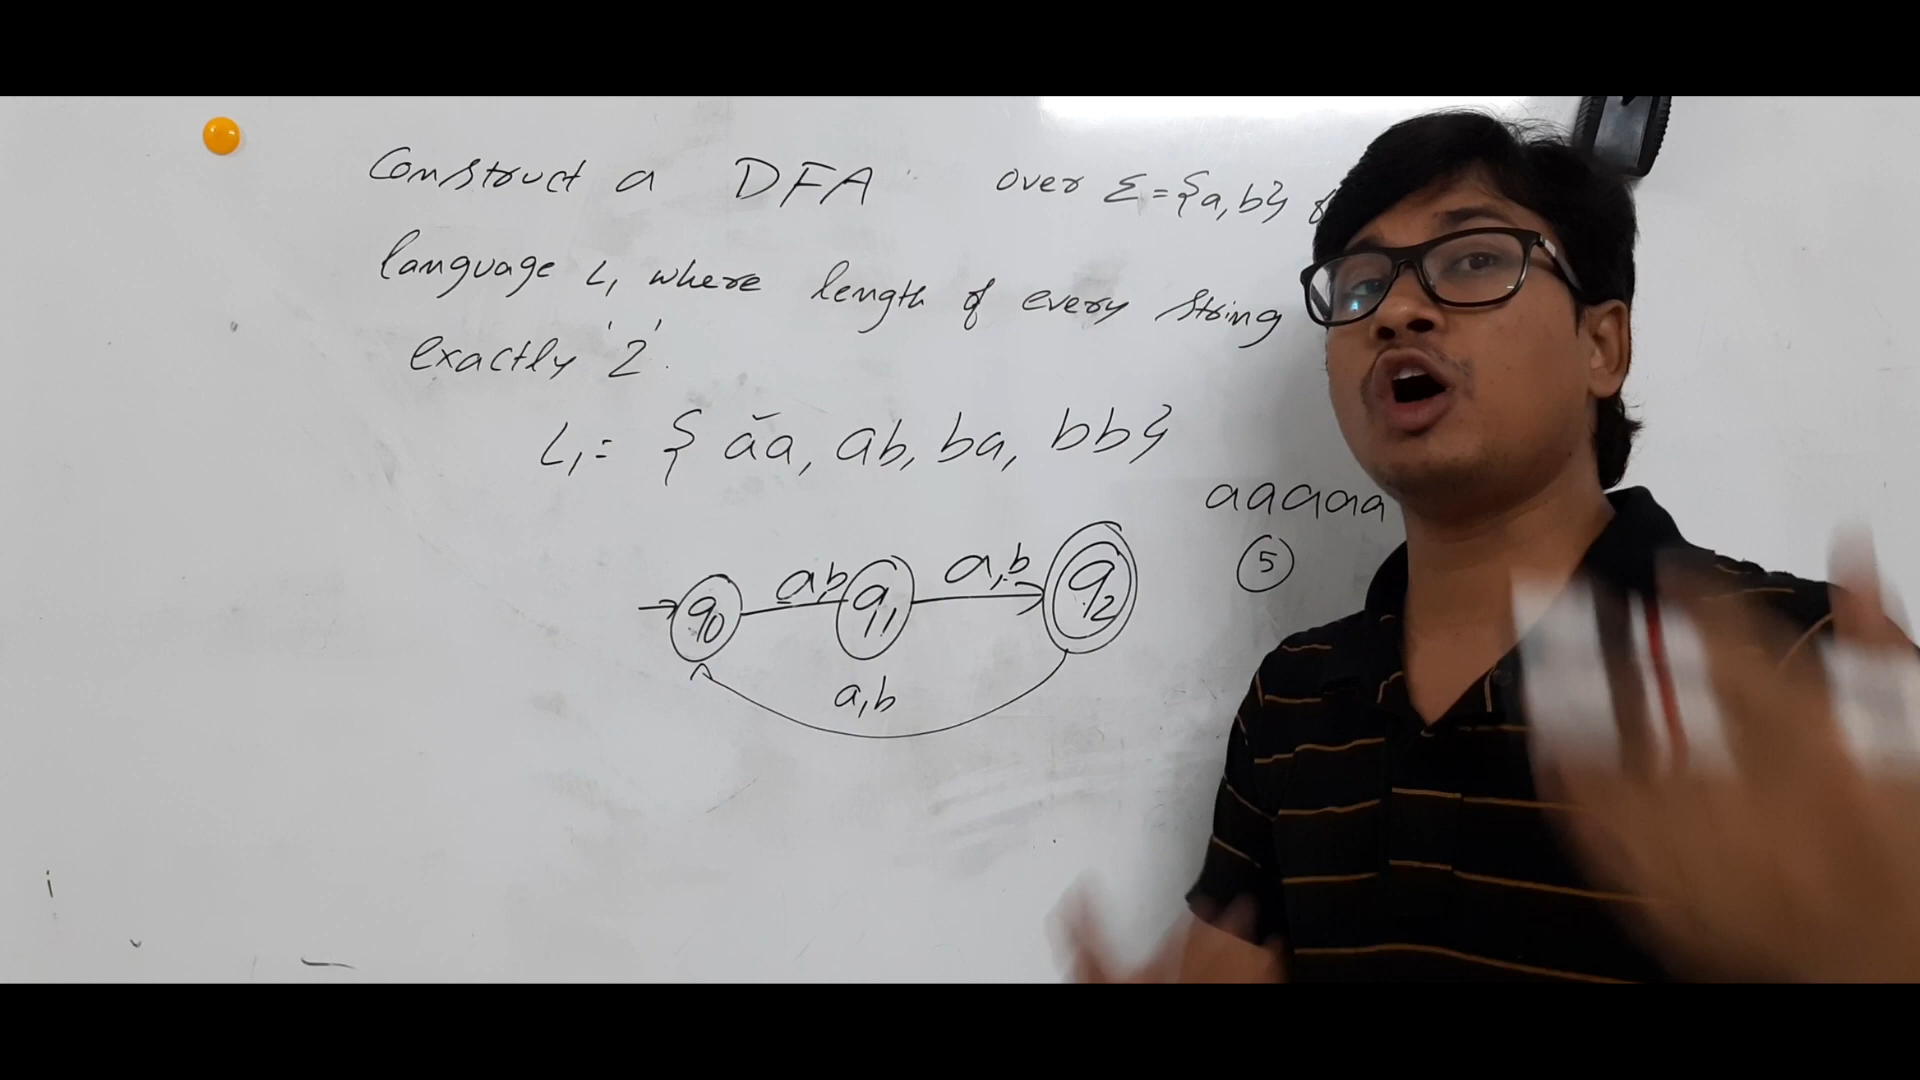 Construct a DFA over Σ={a,b}
language L₁ where length of every string
exactly '2'.
L₁ = { aa, ab, ba, bb}
aaaaa
5
a,b a,b
q0 q1 q2
a,b